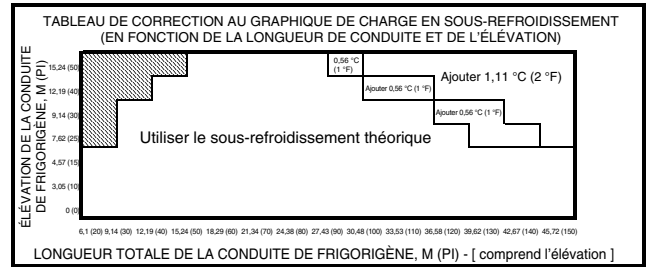 TABLEAU DE CORRECTION AU GRAPHIQUE DE CHARGE EN SOUS-REFROIDISSEMENT
(EN FONCTION DE LA LONGUEUR DE CONDUITE ET DE L'ÉLÉVATION)
ÉLÉVATION DE LA CONDUITE
DE FRIGORIGÈNE, M (PI)
15,24 (50)
12,19 (40)
9,14 (30)
7,62 (25)
4,57 (15)
3,05 (10)
0 (0)
0,56 °C
(1 °F)
Ajouter 1,11 °C (2 °F)
Ajouter 0,56 °C (1 °F)
Ajouter 0,56 °C (1 °F)
Utiliser le sous-refroidissement théorique
6,1 (20) 9,14 (30) 12,19 (40) 15,24 (50) 18,29 (60) 21,34 (70) 24,38 (80) 27,43 (90) 30,48 (100) 33,53 (110) 36,58 (120) 39,62 (130) 42,67 (140) 45,72 (150)
LONGUEUR TOTALE DE LA CONDUITE DE FRIGORIGÈNE, M (PI) - [ comprend l'élévation ]